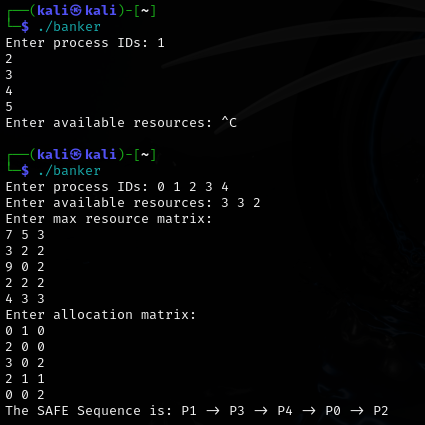 ┌──(kali㉿kali)-[~]
└─$ ./banker
Enter process IDs: 1
2
3
4
5
Enter available resources: ^C
┌──(kali㉿kali)-[~]
└─$ ./banker
Enter process IDs: 0 1 2 3 4
Enter available resources: 3 3 2
Enter max resource matrix:
7 5 3
3 2 2
9 0 2
2 2 2
4 3 3
Enter allocation matrix:
0 1 0
2 0 0
3 0 2
2 1 1
0 0 2
The SAFE Sequence is: P1 -> P3 -> P4 -> P0 -> P2